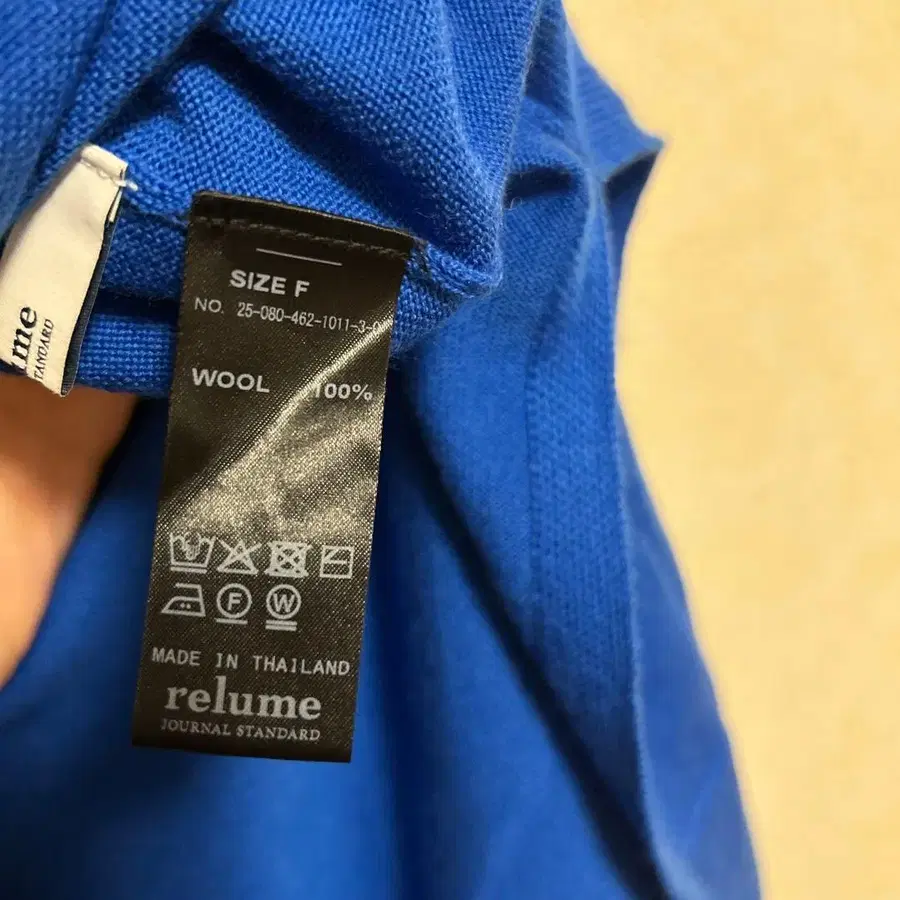 SIZE F
NO. 25-080-462-1011-3-0
WOOL 100%
F W
MADE IN THAILAND
relume
JOURNAL STANDARD